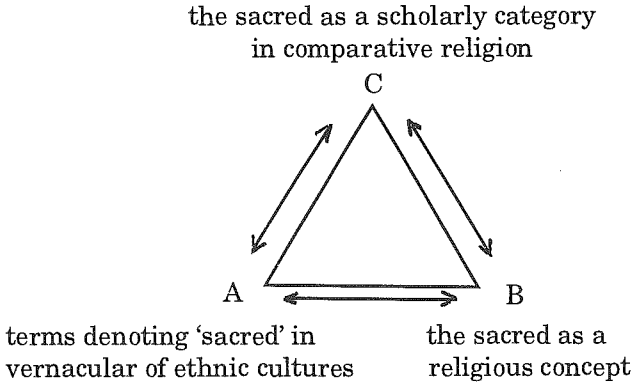 the sacred as a scholarly category
in comparative religion
C
A
B
terms denoting ‘sacred’ in
vernacular of ethnic cultures
the sacred as a
religious concept